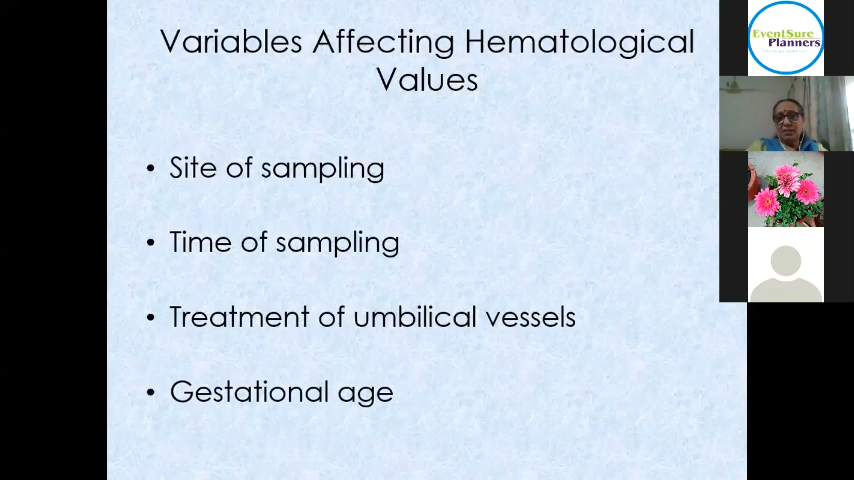 Variables Affecting Hematological
Values
• Site of sampling
• Time of sampling
• Treatment of umbilical vessels
• Gestational age
EventSure
Planners